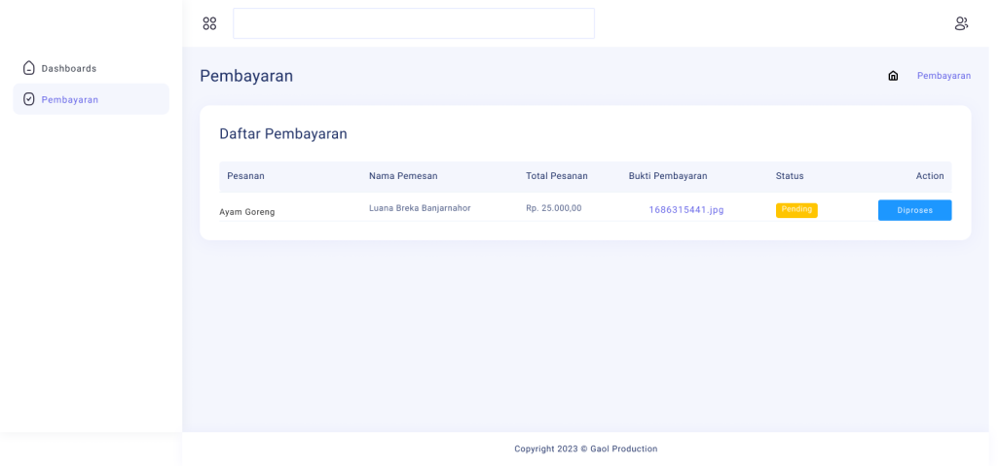 Dashboards
Pembayaran
Pembayaran
Pembayaran
Daftar Pembayaran
Pesanan Nama Pemesan Total Pesanan Bukti Pembayaran Status Action
Ayam Goreng Luana Breka Banjarnahor Rp. 25.000,00 1686315441.jpg Pending Diproses
Copyright 2023 © Gaol Production